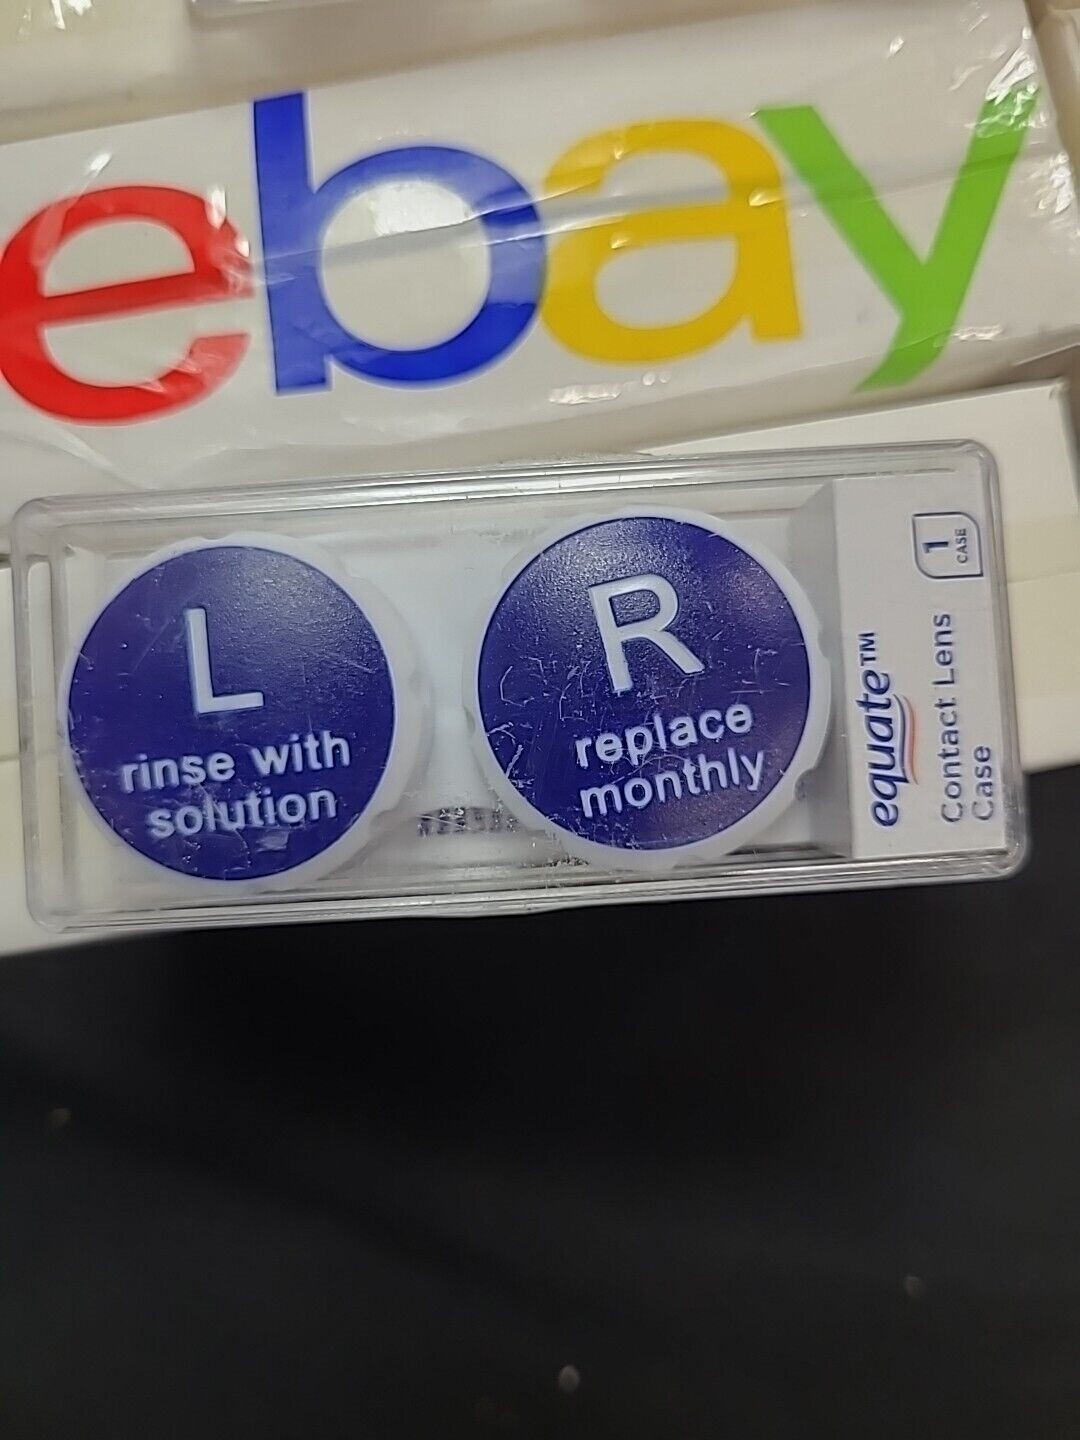 ebay
L
rinse with
solution
R
replace
monthly
equate™
Contact Lens
Case
1
CASE